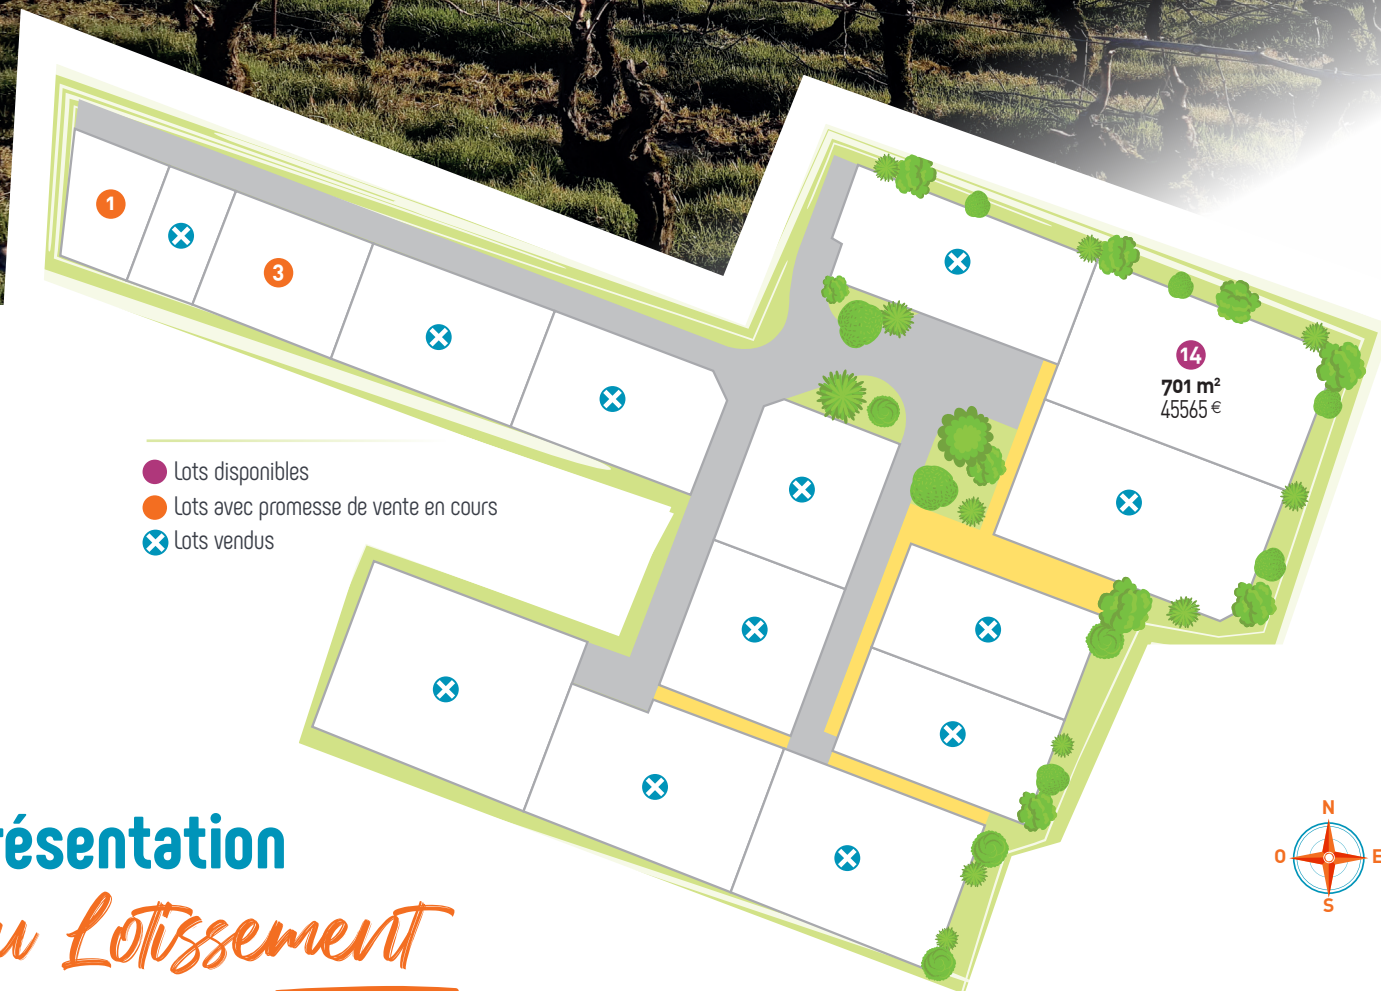 1
3
14
701 m²
45565 €
Lots disponibles
Lots avec promesse de vente en cours
Lots vendus
résentation
u Lotissement
N
O E
S